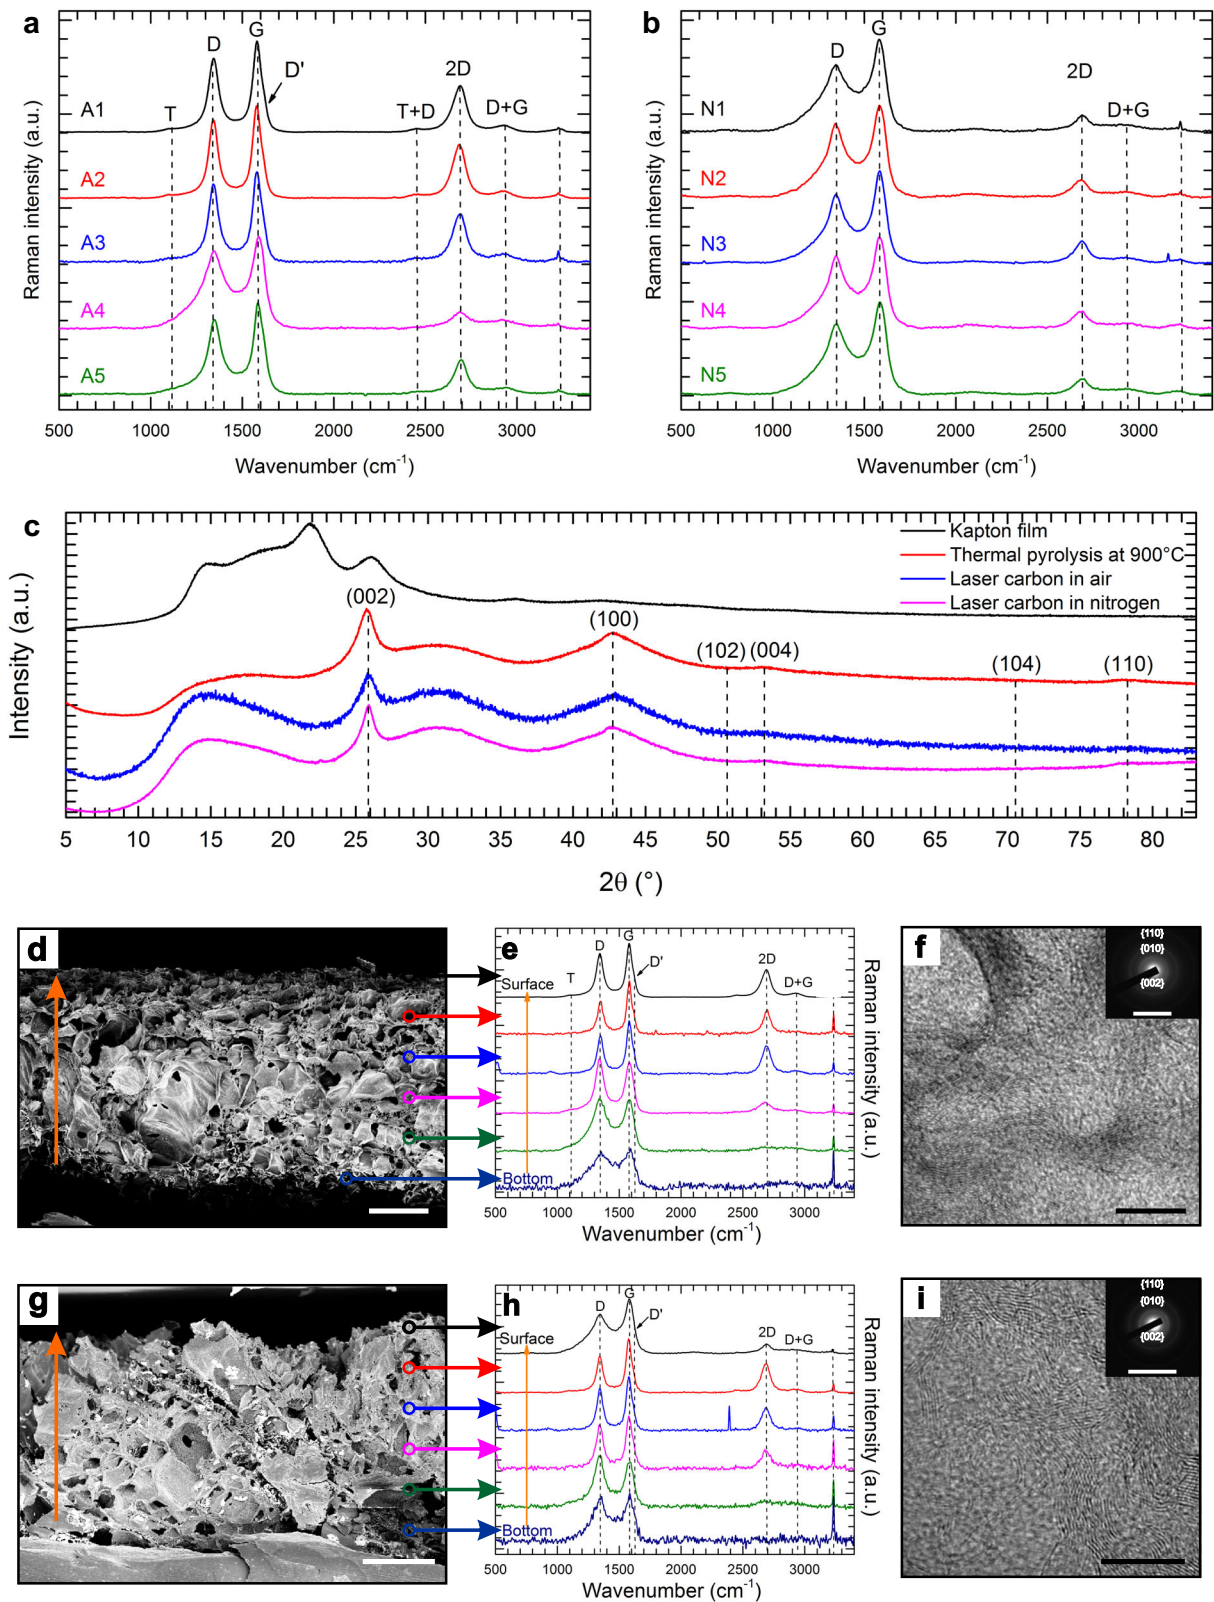 a
Raman intensity (a.u.)
D
G
D'
T
2D
T+D
D+G
A1
A2
A3
A4
A5
500 1000 1500 2000 2500 3000
Wavenumber (cm⁻¹)
b
Raman intensity (a.u.)
D
G
2D
D+G
N1
N2
N3
N4
N5
500 1000 1500 2000 2500 3000
Wavenumber (cm⁻¹)
c
Intensity (a.u.)
Kapton film
Thermal pyrolysis at 900°C
Laser carbon in air
Laser carbon in nitrogen
(002)
(100)
(102) (004)
(104)
(110)
5 10 15 20 25 30 35 40 45 50 55 60 65 70 75 80
2θ (°)
d
e
D
G
D'
T
2D
D+G
Surface
Bottom
Raman intensity (a.u.)
500 1000 1500 2000 2500 3000
Wavenumber (cm⁻¹)
f
{110}
{010}
{002}
g
h
D
G
D'
2D
D+G
Surface
Bottom
Raman intensity (a.u.)
500 1000 1500 2000 2500 3000
Wavenumber (cm⁻¹)
i
{110}
{010}
{002}